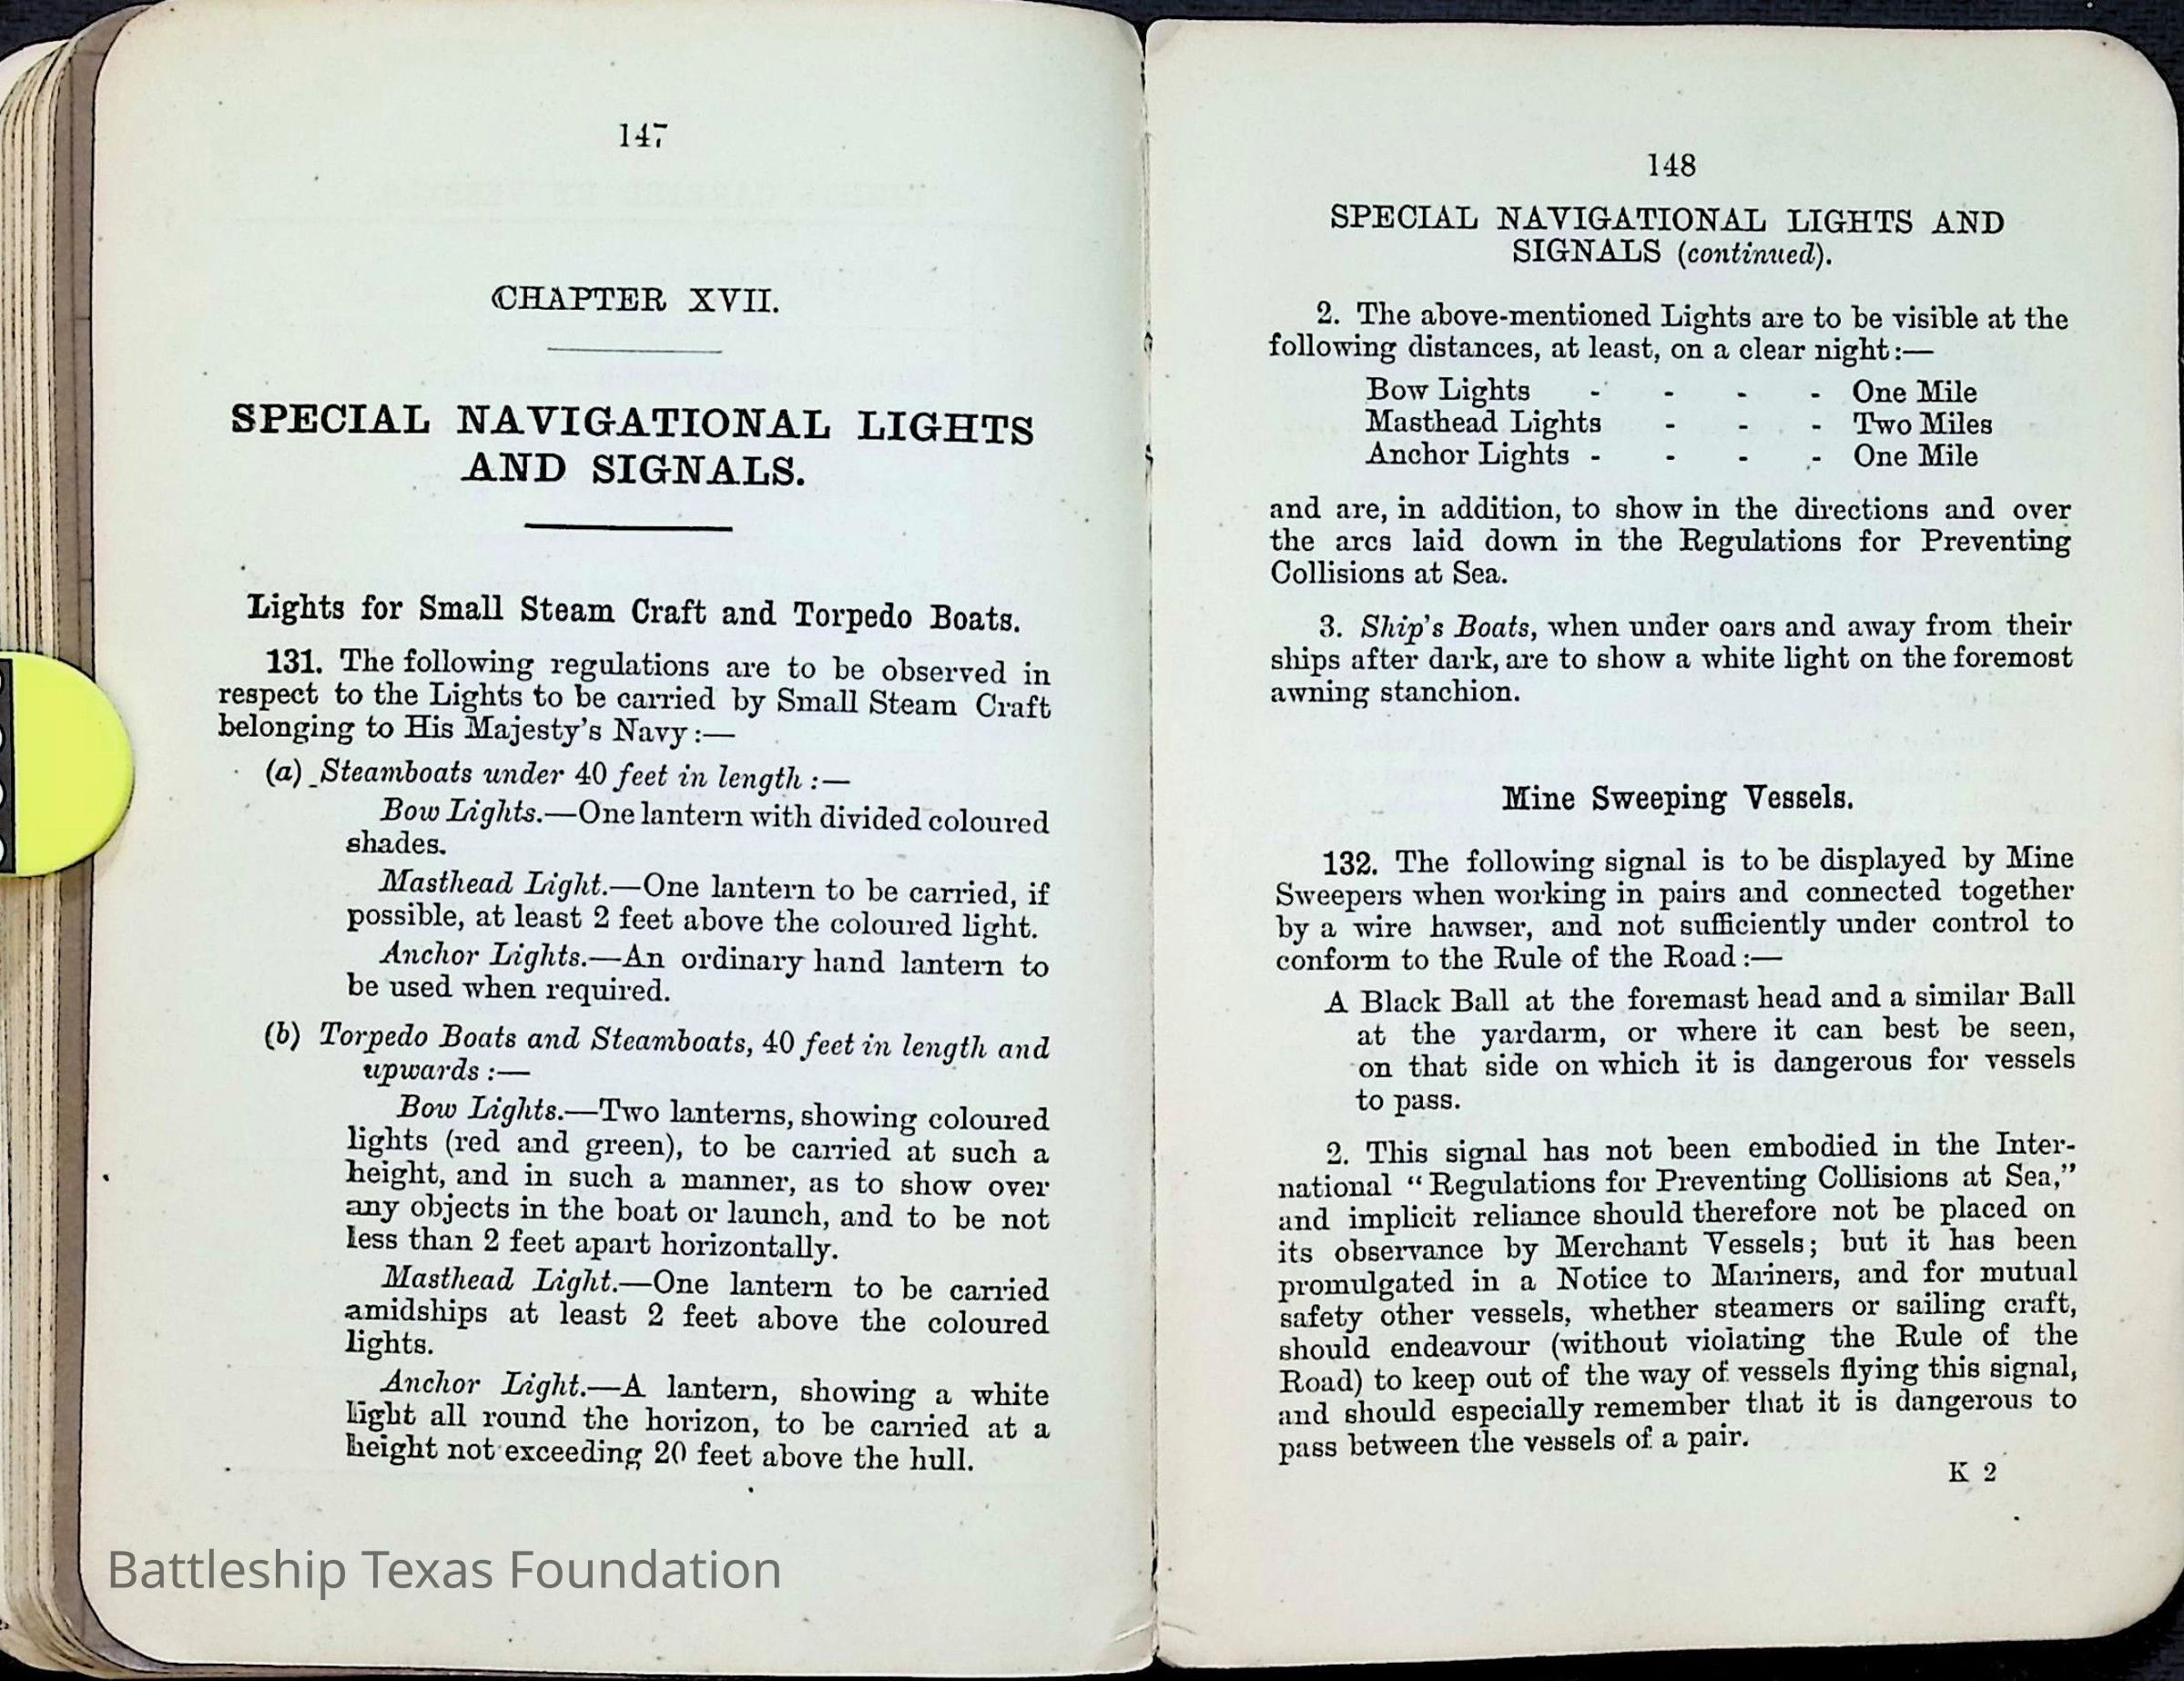 147
CHAPTER XVII.
SPECIAL NAVIGATIONAL LIGHTS
AND SIGNALS.
Lights for Small Steam Craft and Torpedo Boats.
131. The following regulations are to be observed in
respect to the Lights to be carried by Small Steam Craft
belonging to His Majesty's Navy:—
(a) Steamboats under 40 feet in length:—
Bow Lights.—One lantern with divided coloured
shades.
Masthead Light.—One lantern to be carried, if
possible, at least 2 feet above the coloured light.
Anchor Lights.—An ordinary hand lantern to
be used when required.
(b) Torpedo Boats and Steamboats, 40 feet in length and
upwards:—
Bow Lights.—Two lanterns, showing coloured
lights (red and green), to be carried at such a
height, and in such a manner, as to show over
any objects in the boat or launch, and to be not
less than 2 feet apart horizontally.
Masthead Light.—One lantern to be carried
amidships at least 2 feet above the coloured
lights.
Anchor Light.—A lantern, showing a white
light all round the horizon, to be carried at a
height not exceeding 20 feet above the hull.
Battleship Texas Foundation
148
SPECIAL NAVIGATIONAL LIGHTS AND
SIGNALS (continued).
2. The above-mentioned Lights are to be visible at the
following distances, at least, on a clear night:—
Bow Lights - - - - One Mile
Masthead Lights - - - Two Miles
Anchor Lights - - - - One Mile
and are, in addition, to show in the directions and over
the arcs laid down in the Regulations for Preventing
Collisions at Sea.
3. Ship's Boats, when under oars and away from their
ships after dark, are to show a white light on the foremost
awning stanchion.
Mine Sweeping Vessels.
132. The following signal is to be displayed by Mine
Sweepers when working in pairs and connected together
by a wire hawser, and not sufficiently under control to
conform to the Rule of the Road:—
A Black Ball at the foremast head and a similar Ball
at the yardarm, or where it can best be seen,
on that side on which it is dangerous for vessels
to pass.
2. This signal has not been embodied in the Inter-
national "Regulations for Preventing Collisions at Sea,"
and implicit reliance should therefore not be placed on
its observance by Merchant Vessels; but it has been
promulgated in a Notice to Mariners, and for mutual
safety other vessels, whether steamers or sailing craft,
should endeavour (without violating the Rule of the
Road) to keep out of the way of vessels flying this signal,
and should especially remember that it is dangerous to
pass between the vessels of a pair.
K 2